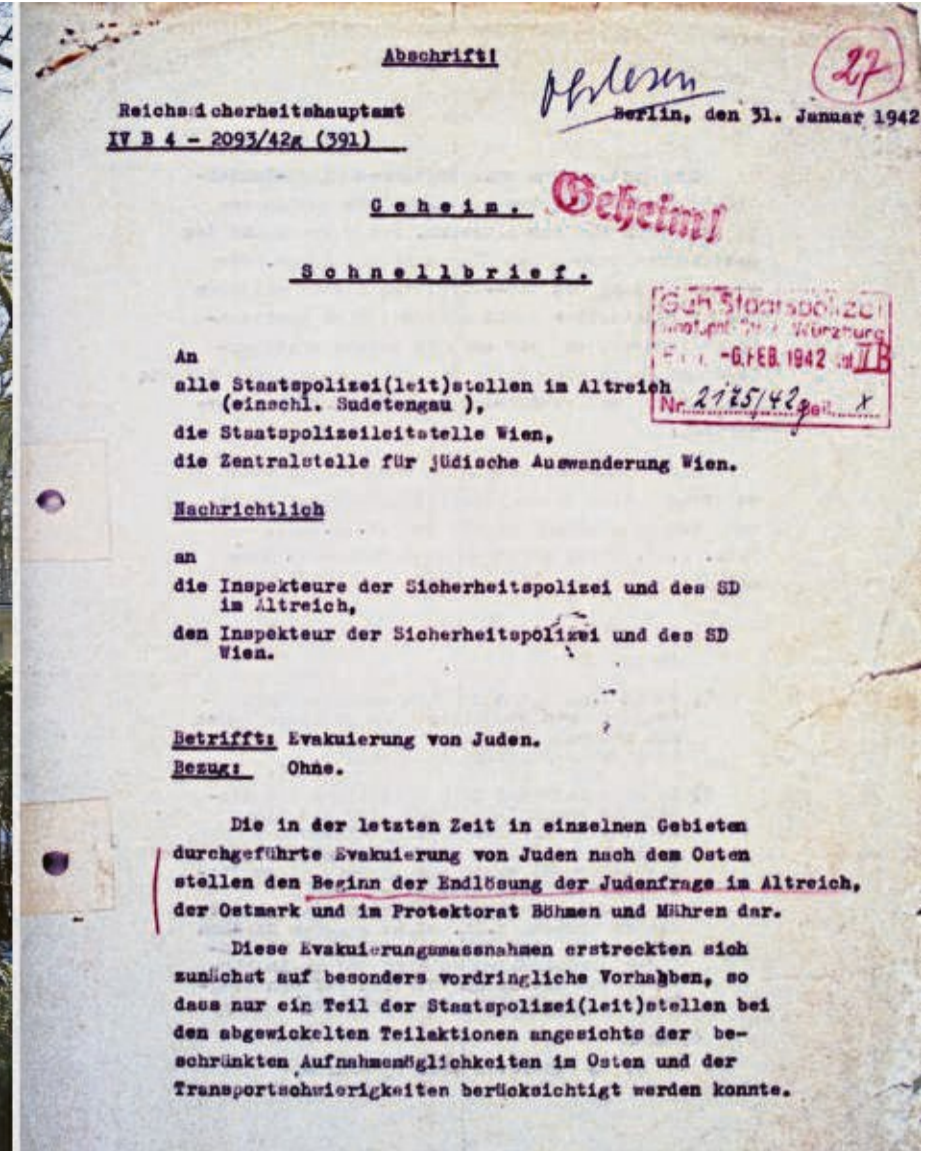 Abschrift!
27
Reichssicherheitshauptamt
Berlin, den 31. Januar 1942
IV B 4 - 2093/42g (391)
Geheim.
Geheim!
Schnellbrief.
Geh. Staatspolizei
Würzburg
-6.FEB. 1942 II B
Nr. 2175/42g Beil. X
An
alle Staatspolizei(leit)stellen im Altreich
(einschl. Sudetengau ),
die Staatspolizeileitstelle Wien,
die Zentralstelle für jüdische Auswanderung Wien.
Nachrichtlich
an
die Inspekteure der Sicherheitspolizei und des SD
im Altreich,
den Inspekteur der Sicherheitspolizei und des SD
Wien.
Betrifft: Evakuierung von Juden.
Bezug: Ohne.
Die in der letzten Zeit in einzelnen Gebieten
durchgeführte Evakuierung von Juden nach dem Osten
stellen den Beginn der Endlösung der Judenfrage im Altreich,
der Ostmark und im Protektorat Böhmen und Mähren dar.
Diese Evakuierungsmassnahmen erstreckten sich
zunächst auf besonders vordringliche Vorhabben, so
dass nur ein Teil der Staatspolizei(leit)stellen bei
den abgewickelten Teilaktionen angesichts der be-
schränkten Aufnahmemöglichkeiten im Osten und der
Transportschwierigkeiten berücksichtigt werden konnte.